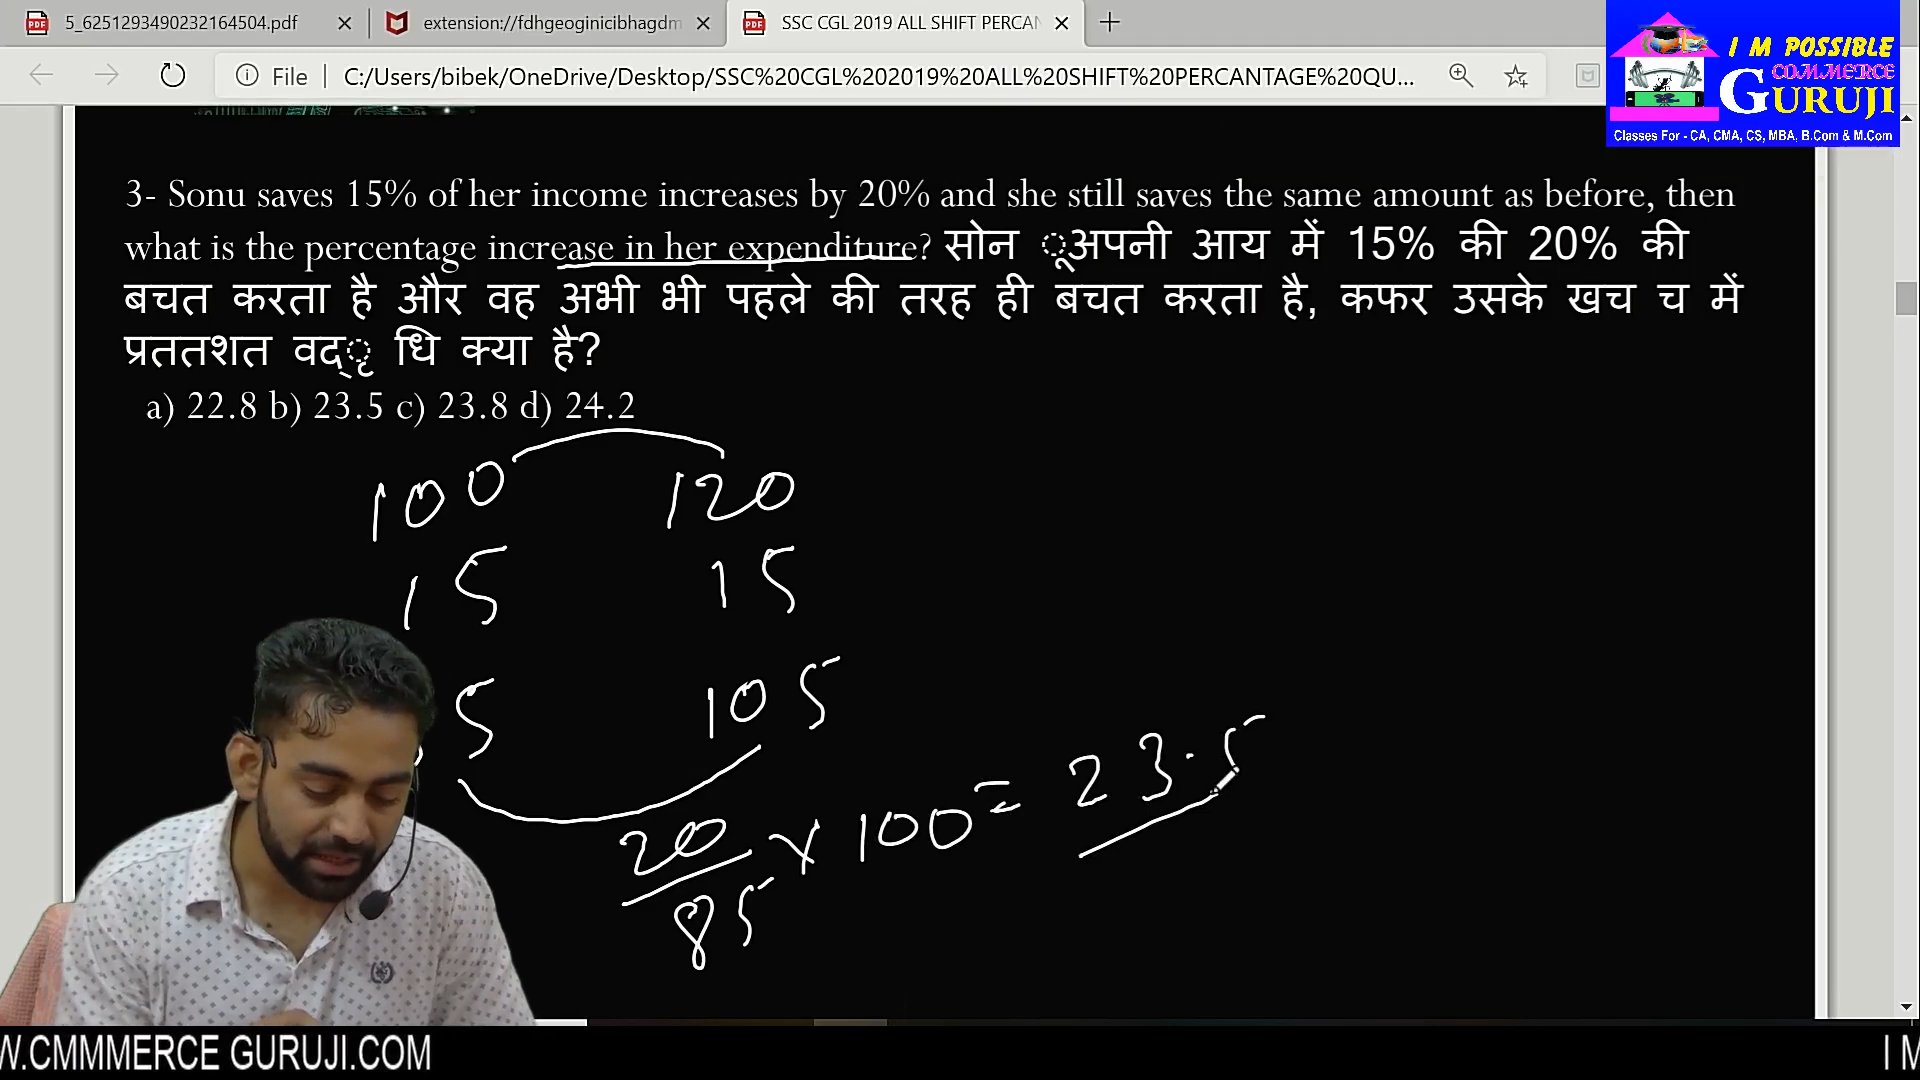 5_6251293490232164504.pdf
extension://fdhgeoginicibhagdm
SSC CGL 2019 ALL SHIFT PERCAN
File | C:/Users/bibek/OneDrive/Desktop/SSC%20CGL%202019%20ALL%20SHIFT%20PERCANTAGE%20QU...
I M POSSIBLE
COMMERCE
GURUJI
Classes For - CA, CMA, CS, MBA, B.Com & M.Com
3- Sonu saves 15% of her income increases by 20% and she still saves the same amount as before, then
what is the percentage increase in her expenditure? सोन ूअपनी आय में 15% की 20% की
बचत करता है और वह अभी भी पहले की तरह ही बचत करता है, कफर उसके खच च में
प्रततशत वद्ृ धि क्या है?
a) 22.8 b) 23.5 c) 23.8 d) 24.2
100 120
15 15
5 105
20/85 x 100 = 23.5
W.CMMMERCE GURUJI.COM
I M